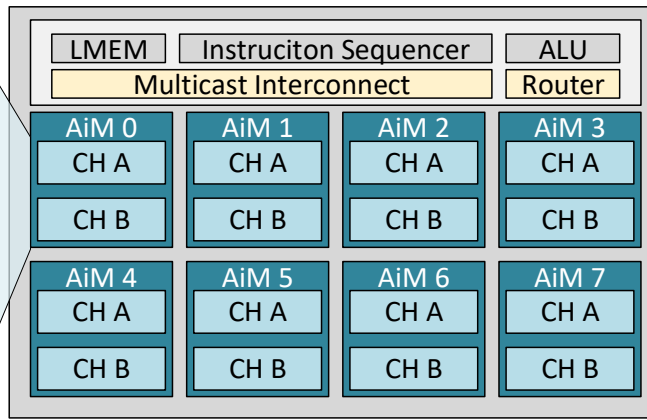 LMEM Instruciton Sequencer ALU
Multicast Interconnect Router
AiM 0 AiM 1 AiM 2 AiM 3
CH A CH A CH A CH A
CH B CH B CH B CH B
AiM 4 AiM 5 AiM 6 AiM 7
CH A CH A CH A CH A
CH B CH B CH B CH B